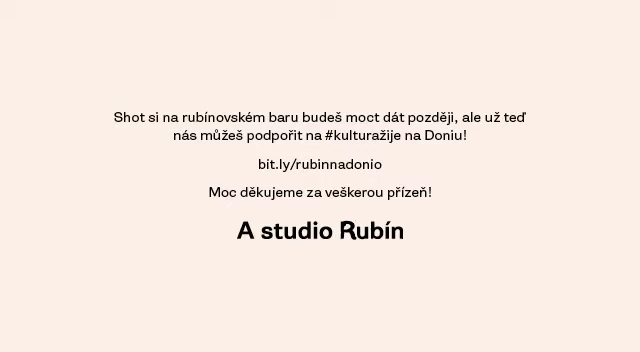 Shot si na rubínovském baru budeš moct dát později, ale už teď
nás můžeš podpořit na #kulturažije na Doniu!
bit.ly/rubinnadonio
Moc děkujeme za veškerou přízeň!
A studio Rubín